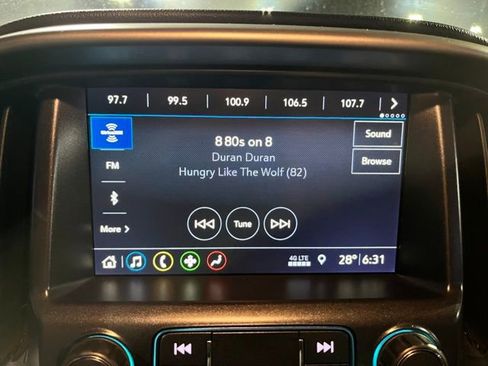 97.7 99.5 100.9 106.5 107.7
SiriusXM
8 80s on 8
Duran Duran
Hungry Like The Wolf (82)
Sound
Browse
FM
More
Tune
4G LTE
28° 6:31